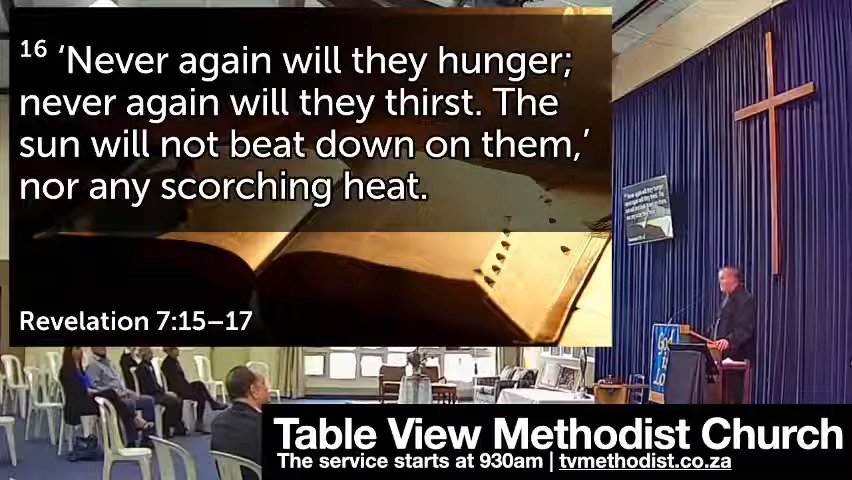 16 ‘Never again will they hunger;
never again will they thirst. The
sun will not beat down on them,’
nor any scorching heat.
Revelation 7:15–17
Table View Methodist Church
The service starts at 930am | tvmethodist.co.za